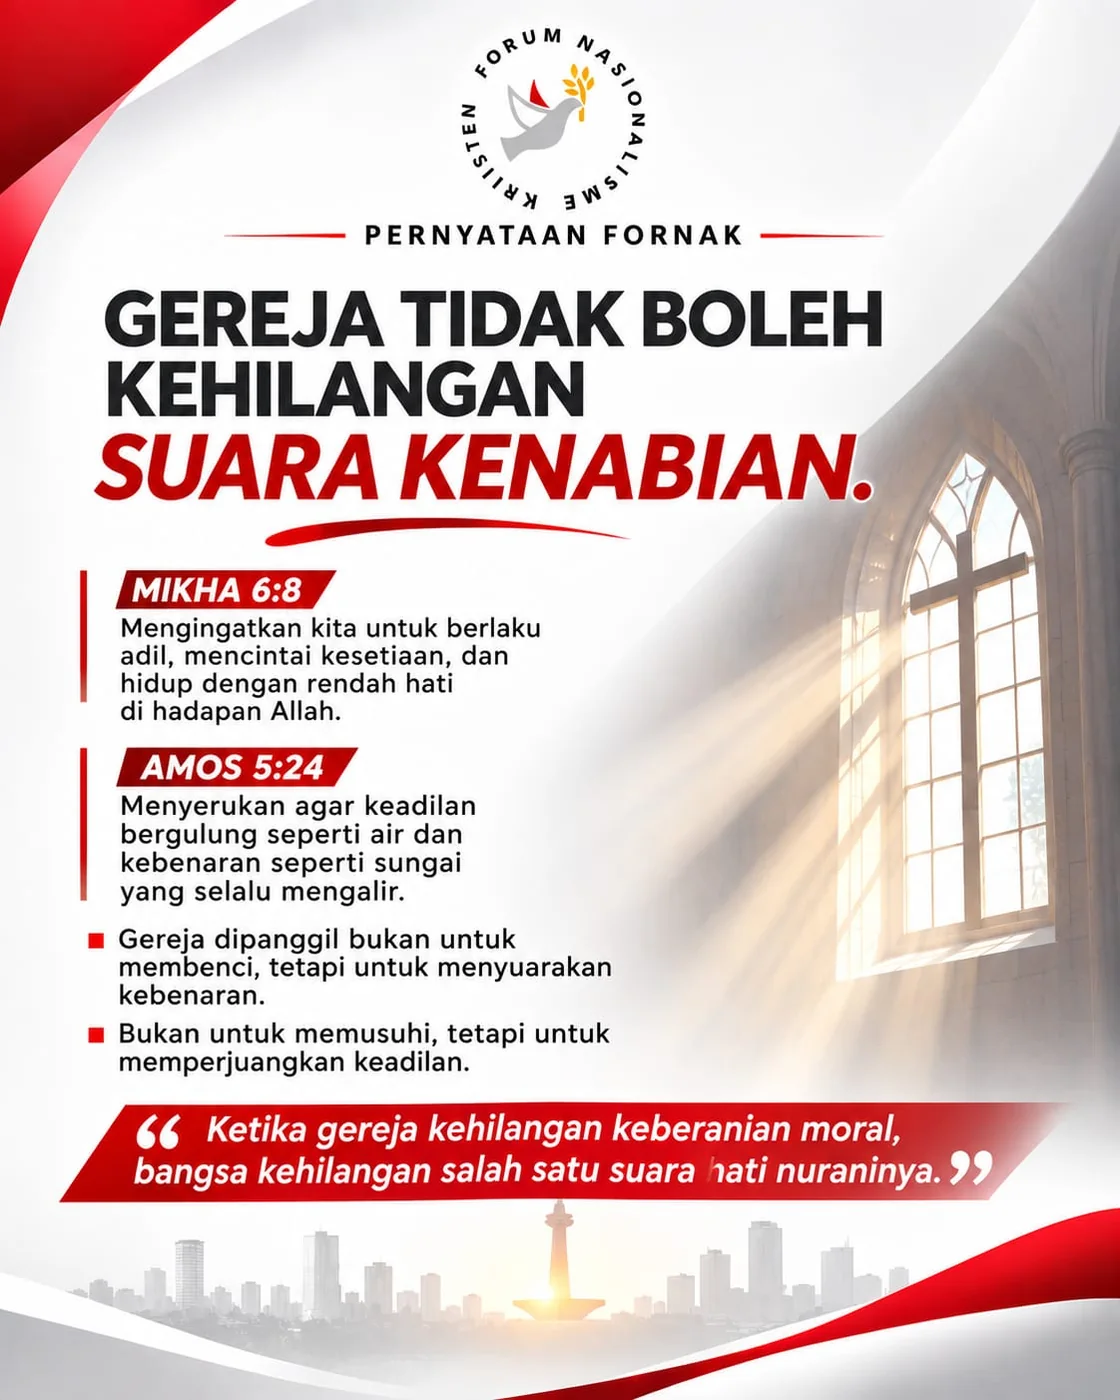 FORUM NASIONALISME KRIISTEN
PERNYATAAN FORNAK
GEREJA TIDAK BOLEH
KEHILANGAN
SUARA KENABIAN.
MIKHA 6:8
Mengingatkan kita untuk berlaku
adil, mencintai kesetiaan, dan
hidup dengan rendah hati
di hadapan Allah.
AMOS 5:24
Menyerukan agar keadilan
bergulung seperti air dan
kebenaran seperti sungai
yang selalu mengalir.
Gereja dipanggil bukan untuk
membenci, tetapi untuk menyuarakan
kebenaran.
Bukan untuk memusuhi, tetapi untuk
memperjuangkan keadilan.
“Ketika gereja kehilangan keberanian moral,
bangsa kehilangan salah satu suara hati nuraninya.”